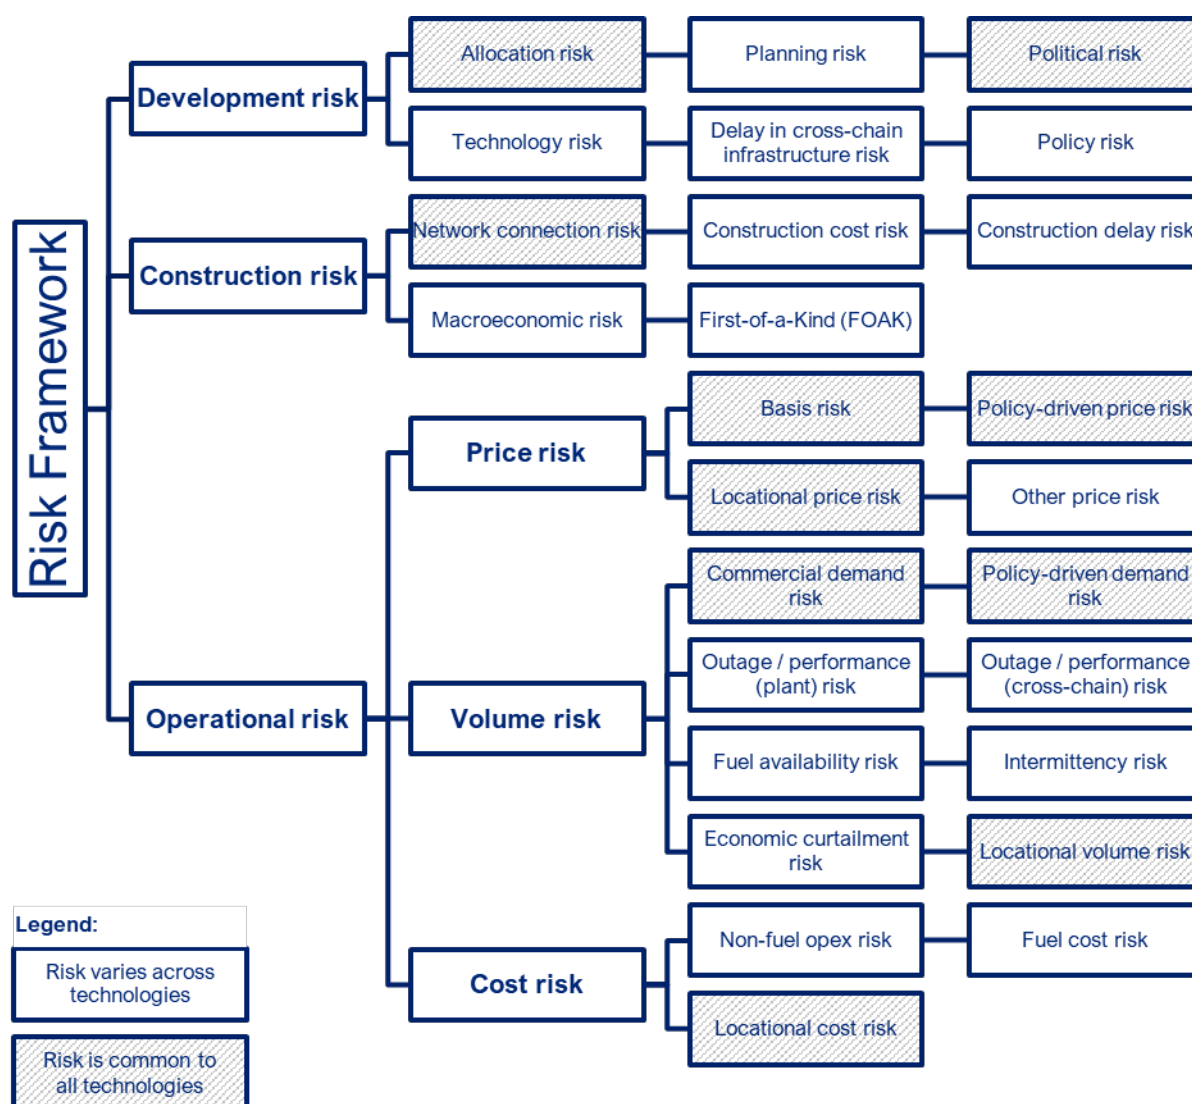 Risk Framework
Development risk
Allocation risk
Planning risk
Political risk
Technology risk
Delay in cross-chain
infrastructure risk
Policy risk
Construction risk
Network connection risk
Construction cost risk
Construction delay risk
Macroeconomic risk
First-of-a-Kind (FOAK)
Operational risk
Price risk
Basis risk
Policy-driven price risk
Locational price risk
Other price risk
Volume risk
Commercial demand
risk
Policy-driven demand
risk
Outage / performance
(plant) risk
Outage / performance
(cross-chain) risk
Fuel availability risk
Intermittency risk
Economic curtailment
risk
Locational volume risk
Cost risk
Non-fuel opex risk
Fuel cost risk
Locational cost risk
Legend:
Risk varies across
technologies
Risk is common to
all technologies